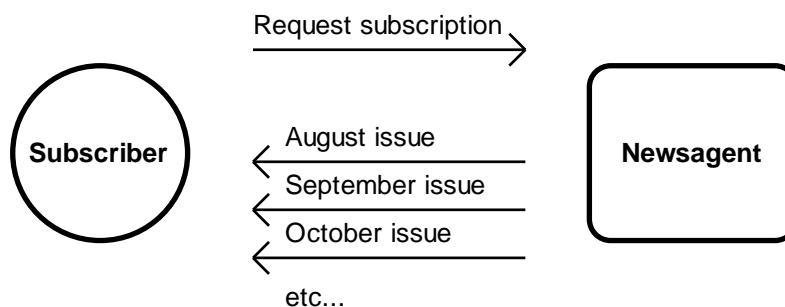 Request subscription
Subscriber
Newsagent
August issue
September issue
October issue
etc...